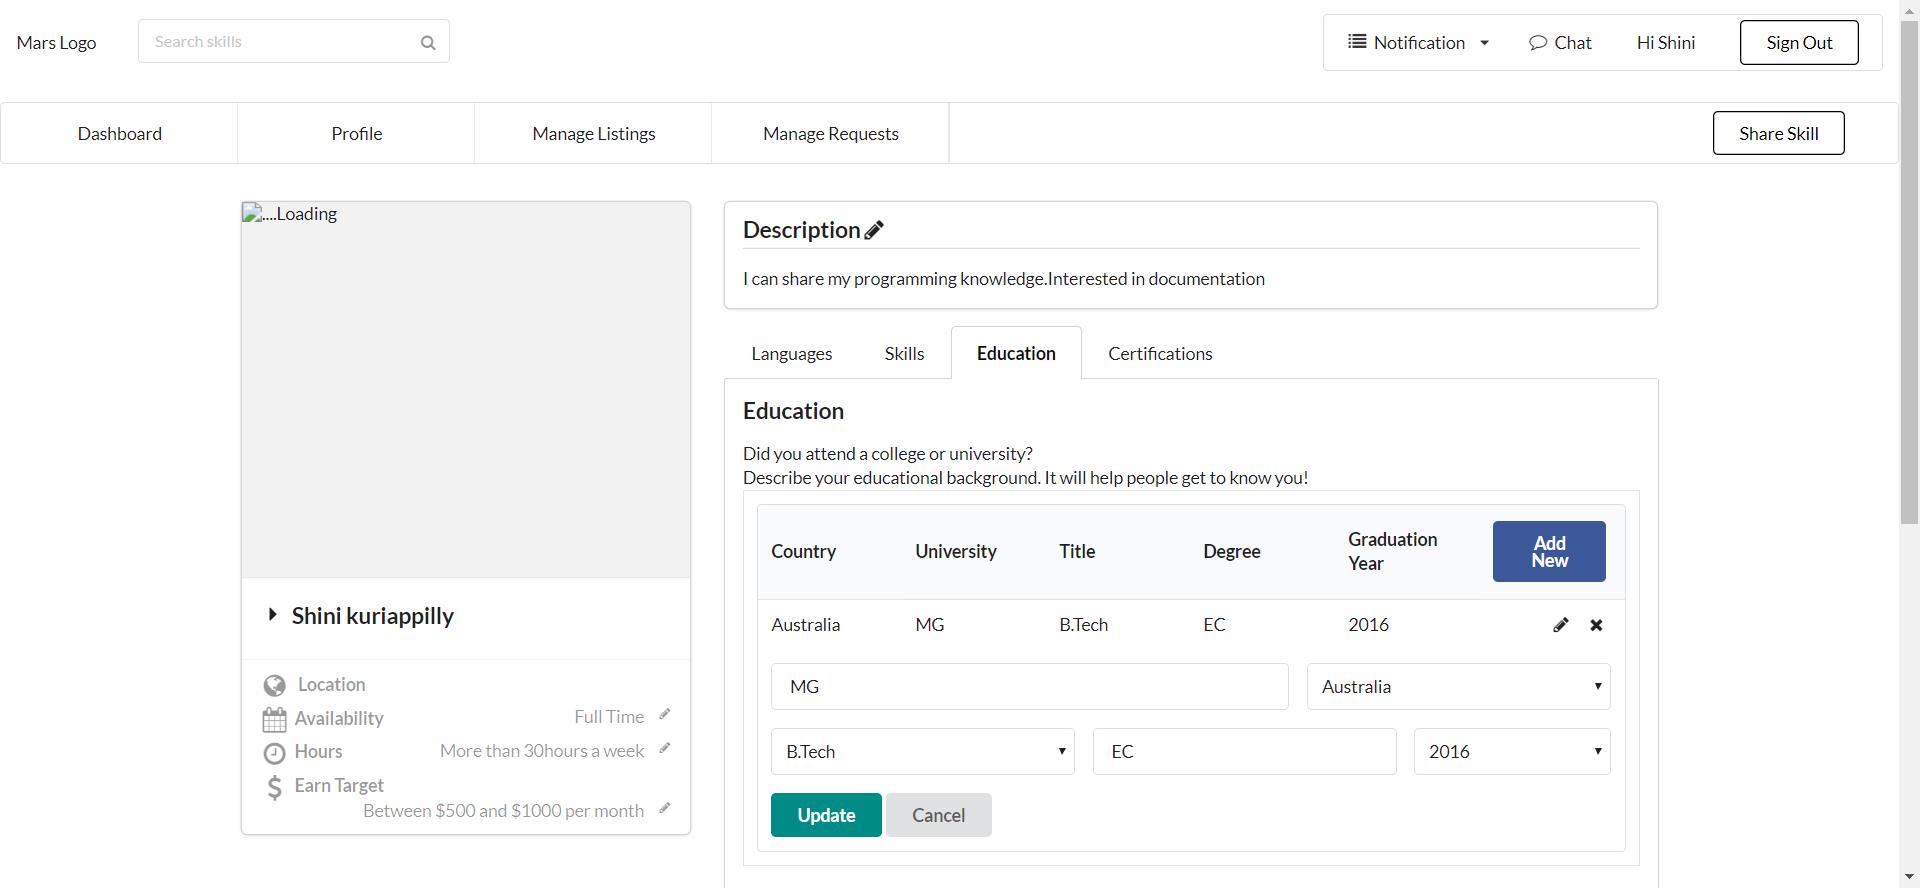 Mars Logo
Search skills
Notification
Chat
Hi Shini
Sign Out
Dashboard
Profile
Manage Listings
Manage Requests
Share Skill
....Loading
Shini kuriappilly
Location
Availability
Full Time
Hours
More than 30hours a week
Earn Target
Between $500 and $1000 per month
Description
I can share my programming knowledge.Interested in documentation
Languages
Skills
Education
Certifications
Education
Did you attend a college or university?
Describe your educational background. It will help people get to know you!
Country
University
Title
Degree
Graduation
Year
Add
New
Australia
MG
B.Tech
EC
2016
MG
Australia
B.Tech
EC
2016
Update
Cancel